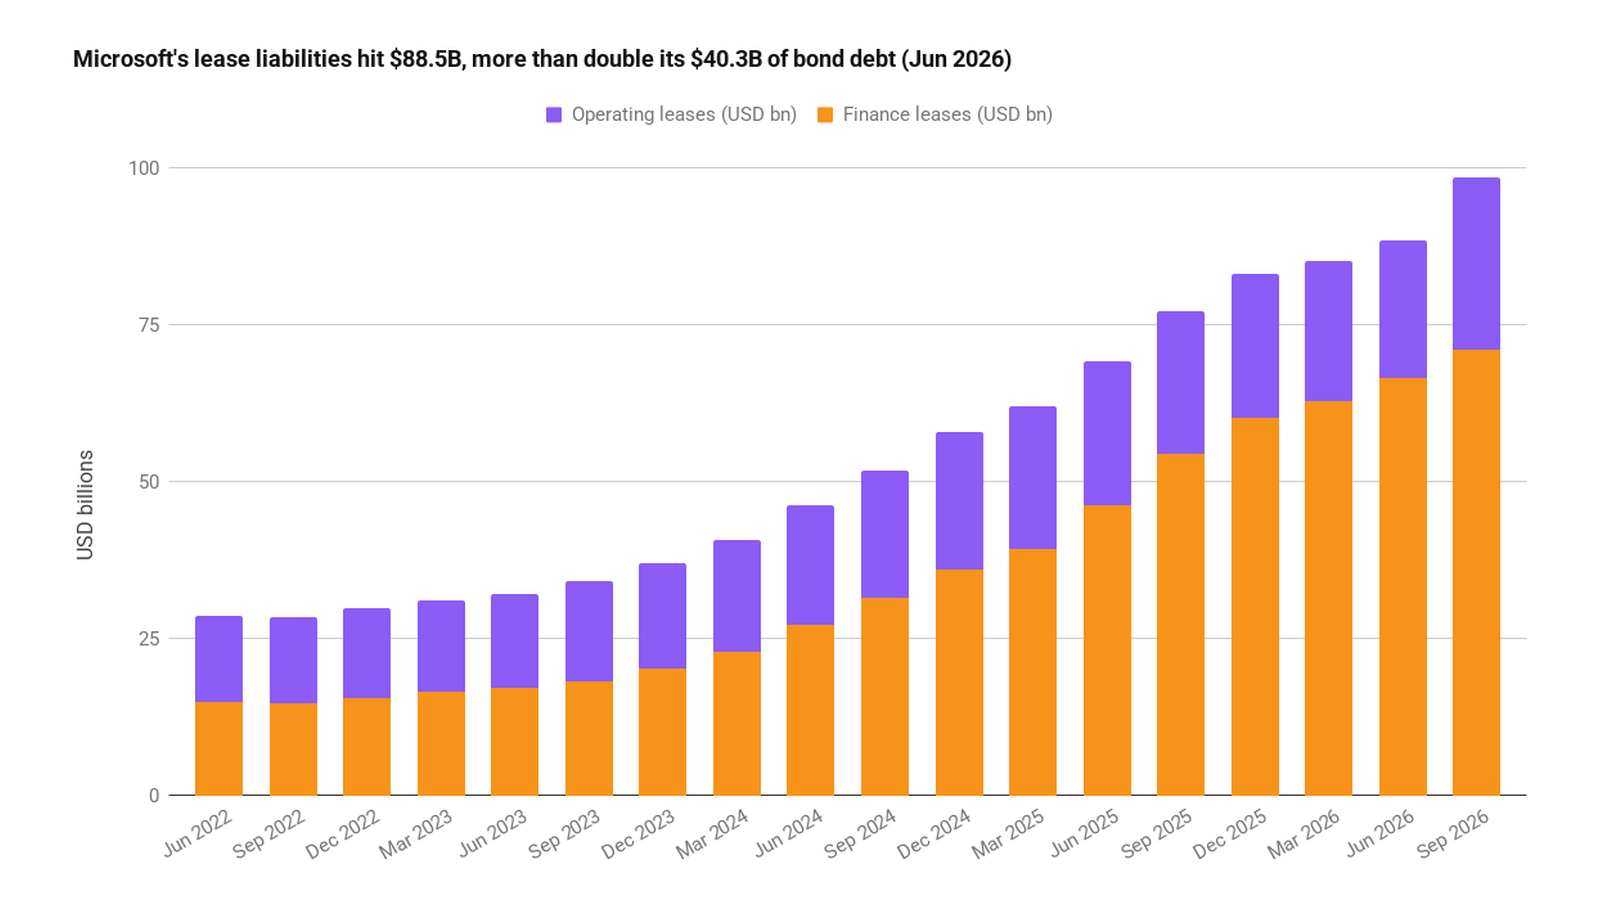 Microsoft's lease liabilities hit $88.5B, more than double its $40.3B of bond debt (Jun 2026)
Operating leases (USD bn) Finance leases (USD bn)
USD billions
100
75
50
25
0
Jun 2022 Sep 2022 Dec 2022 Mar 2023 Jun 2023 Sep 2023 Dec 2023 Mar 2024 Jun 2024 Sep 2024 Dec 2024 Mar 2025 Jun 2025 Sep 2025 Dec 2025 Mar 2026 Jun 2026 Sep 2026